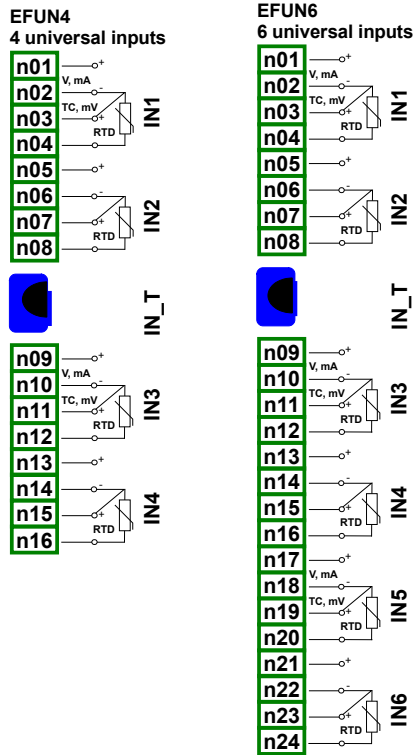 EFUN4
4 universal inputs
n01
+
V, mA
n02
-
TC, mV
n03
+
RTD
n04
IN1
n05
+
n06
-
n07
+
RTD
n08
IN2
IN_T
n09
+
V, mA
n10
-
TC, mV
n11
+
RTD
n12
IN3
n13
+
n14
-
n15
+
RTD
n16
IN4
EFUN6
6 universal inputs
n01
+
V, mA
n02
-
TC, mV
n03
+
RTD
n04
IN1
n05
+
n06
-
n07
+
RTD
n08
IN2
IN_T
n09
+
V, mA
n10
-
TC, mV
n11
+
RTD
n12
IN3
n13
+
n14
-
n15
+
RTD
n16
IN4
n17
+
V, mA
n18
-
TC, mV
n19
+
RTD
n20
IN5
n21
+
n22
-
n23
+
RTD
n24
IN6